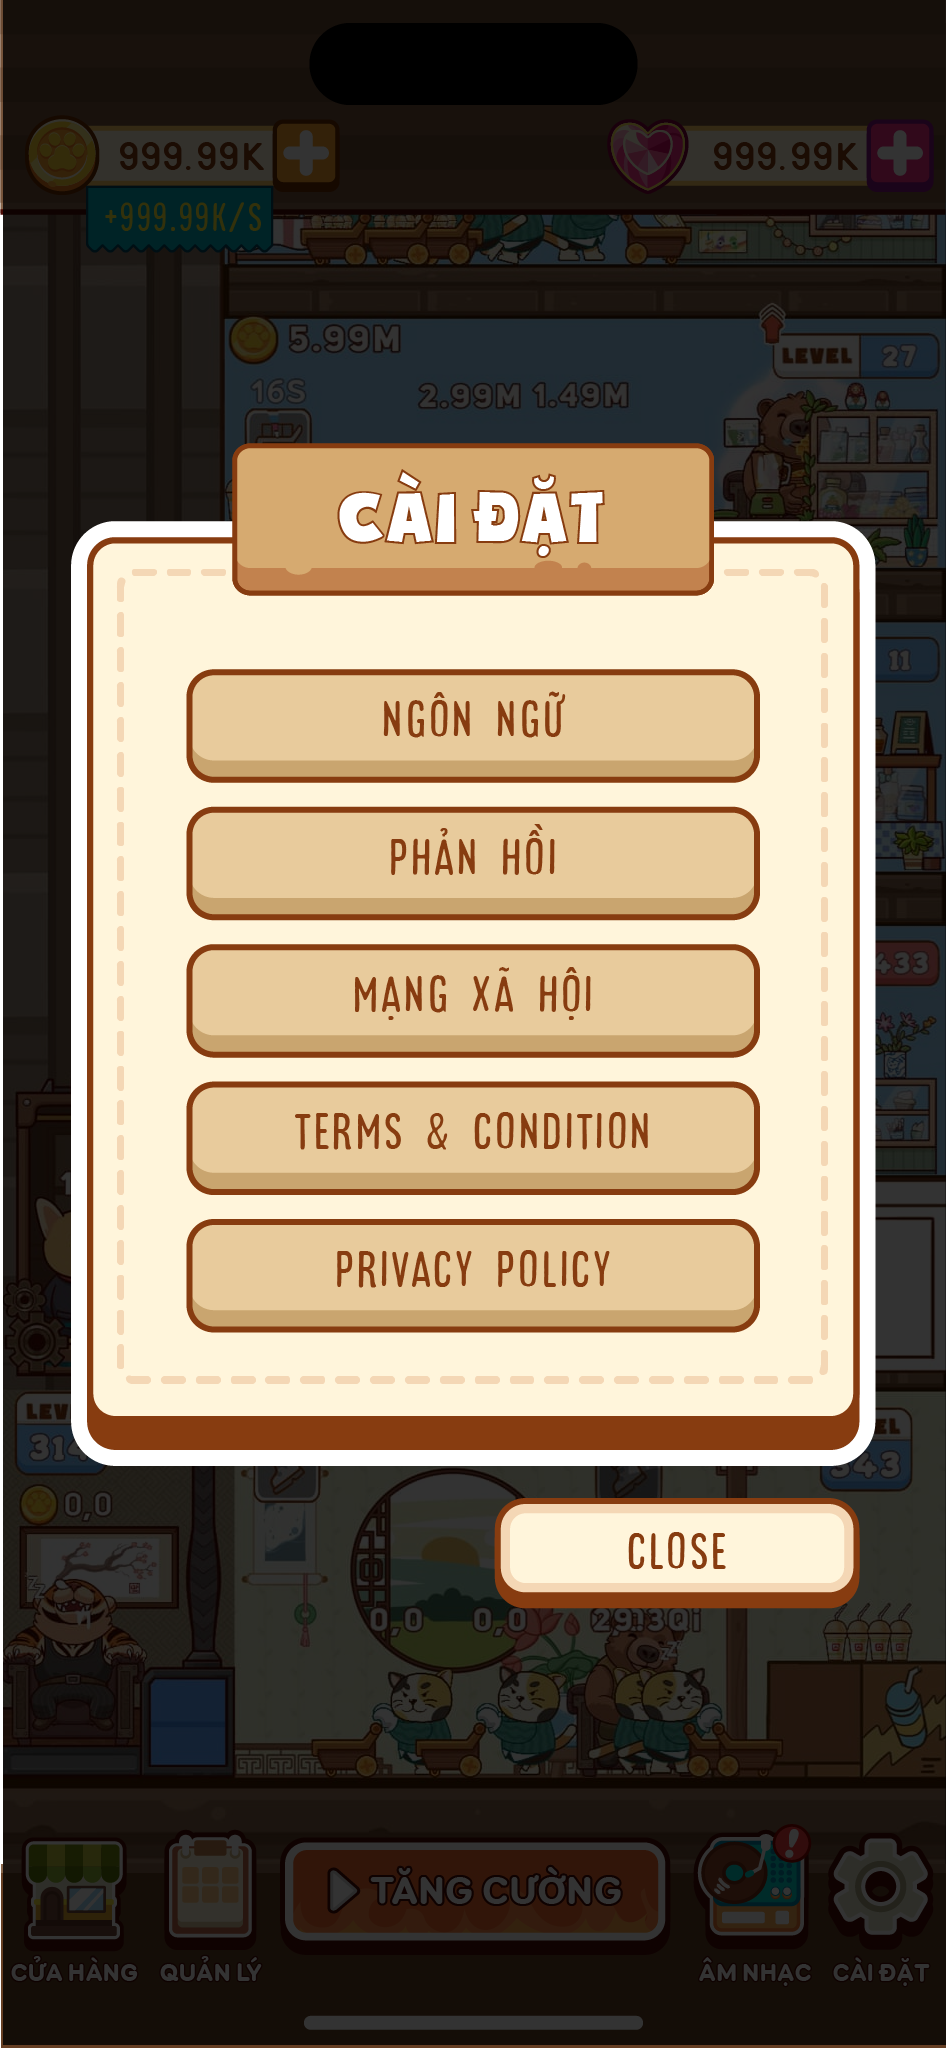 999.99K
999.99K
+999.99K/S
5.99M
LEVEL 27
16S
2.99M 1.49M
CÀI ĐẶT
11
NGÔN NGỮ
PHẢN HỒI
433
MẠNG XÃ HỘI
TERMS & CONDITION
PRIVACY POLICY
314
343
0,0
CLOSE
0,0 0,0
TĂNG CƯỜNG
CỬA HÀNG QUẢN LÝ ÂM NHẠC CÀI ĐẶT